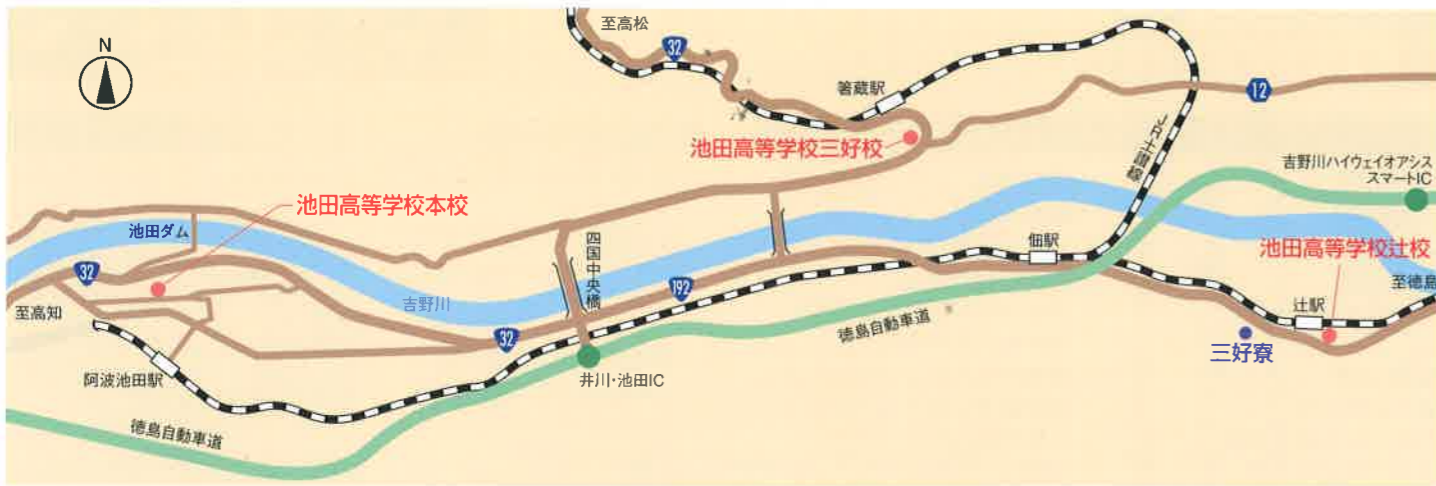 至高松
N
32
箸蔵駅
12
池田高等学校三好校
JR土讃線
吉野川ハイウェイオアシス
スマートIC
池田高等学校本校
池田ダム
四国中央橋
佃駅
池田高等学校辻校
32
192
至徳島
吉野川
至高知
辻駅
32
徳島自動車道
三好寮
阿波池田駅
井川・池田IC
徳島自動車道